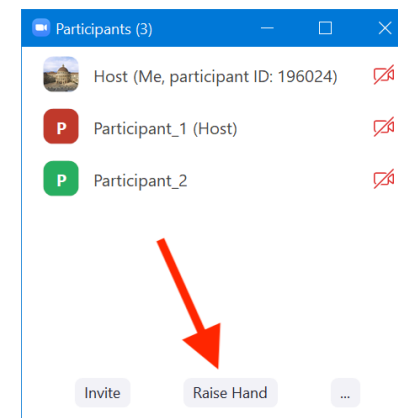 Participants (3)
Host (Me, participant ID: 196024)
P Participant_1 (Host)
P Participant_2
Invite Raise Hand ...